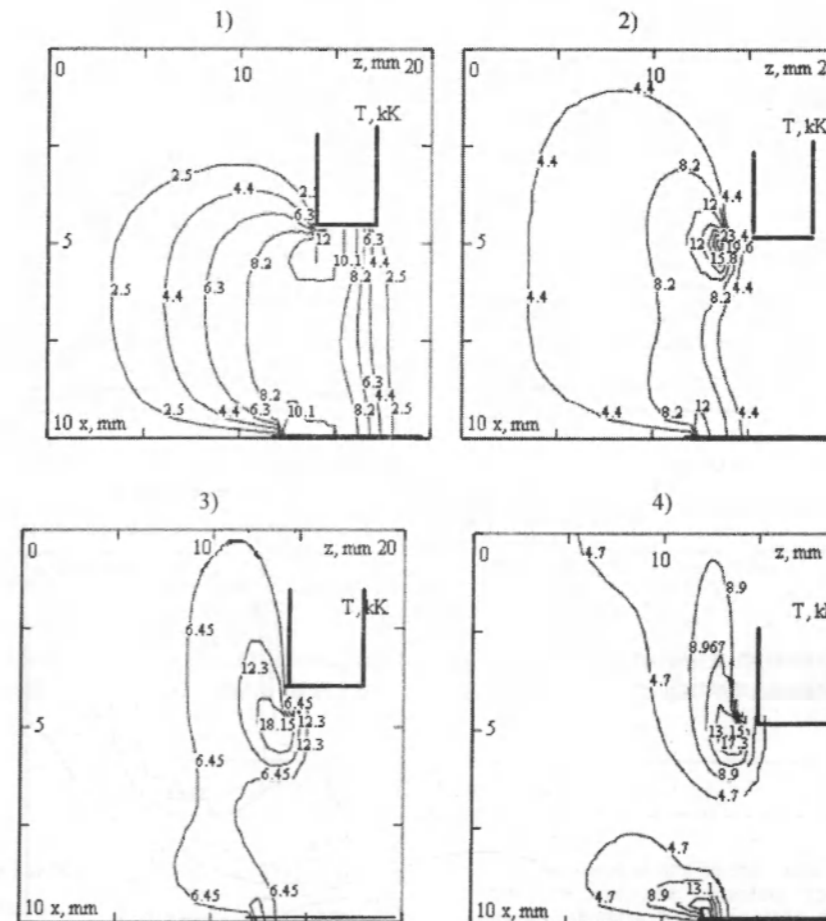 1)
0 10 z, mm 20
T, kK
2.5 4.4 2.5
6.3
12
5 8.2 10.1 6.3
4.4
2.5 4.4 6.3 8.2 2.5
8.2 6.3
2.5 4.4 6.3 10.1 8.2 4.4 2.5
10 x, mm
2)
0 10 z, mm 2
T, kK
4.4
8.2 4.4
12
5 12 15.8
4.4 8.2 8.2 4.4
4.4 8.2 12 4.4
10 x, mm
3)
0 10 z, mm 20
T, kK
6.45
12.3
6.45
5 18.15 12.3
12.3
6.45 6.45
6.45 6.45
10 x, mm
4)
4.7
0 10 z, mm
8.9
T, kK
8.967
4.7
5 13.15
17.3
8.9
4.7
4.7
13.1
4.7 8.9
10 x, mm